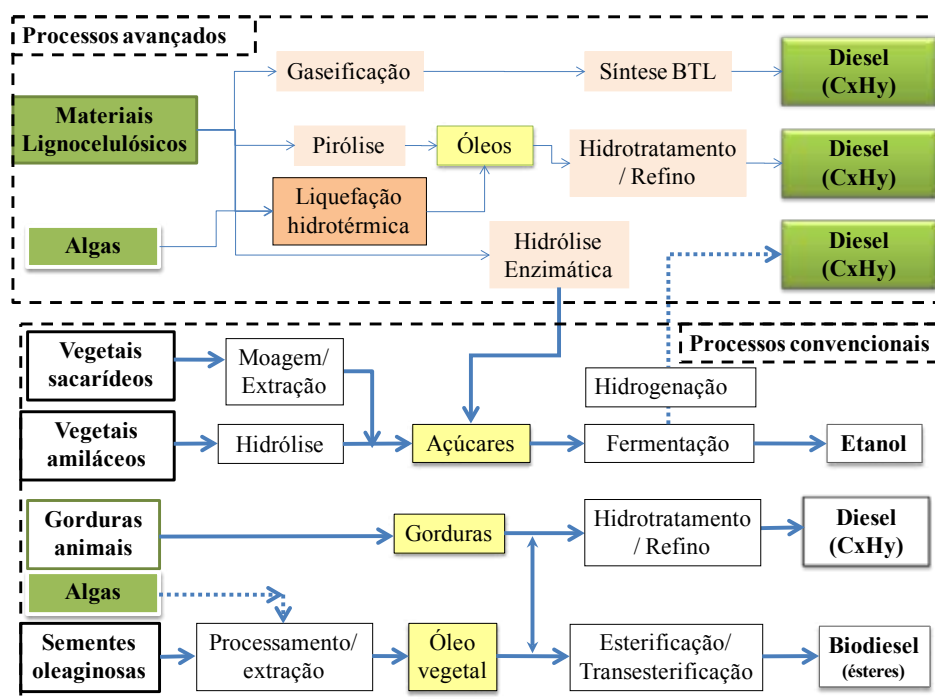 Processos avançados
Gaseificação
Síntese BTL
Diesel
(CxHy)
Materiais
Lignocelulósicos
Pirólise
Óleos
Hidrotratamento
/ Refino
Diesel
(CxHy)
Liquefação
hidrotérmica
Algas
Hidrólise
Enzimática
Diesel
(CxHy)
Processos convencionais
Vegetais
sacarídeos
Moagem/
Extração
Hidrogenação
Vegetais
amiláceos
Hidrólise
Açúcares
Fermentação
Etanol
Gorduras
animais
Gorduras
Hidrotratamento
/ Refino
Diesel
(CxHy)
Algas
Sementes
oleaginosas
Processamento/
extração
Óleo
vegetal
Esterificação/
Transesterificação
Biodiesel
(ésteres)